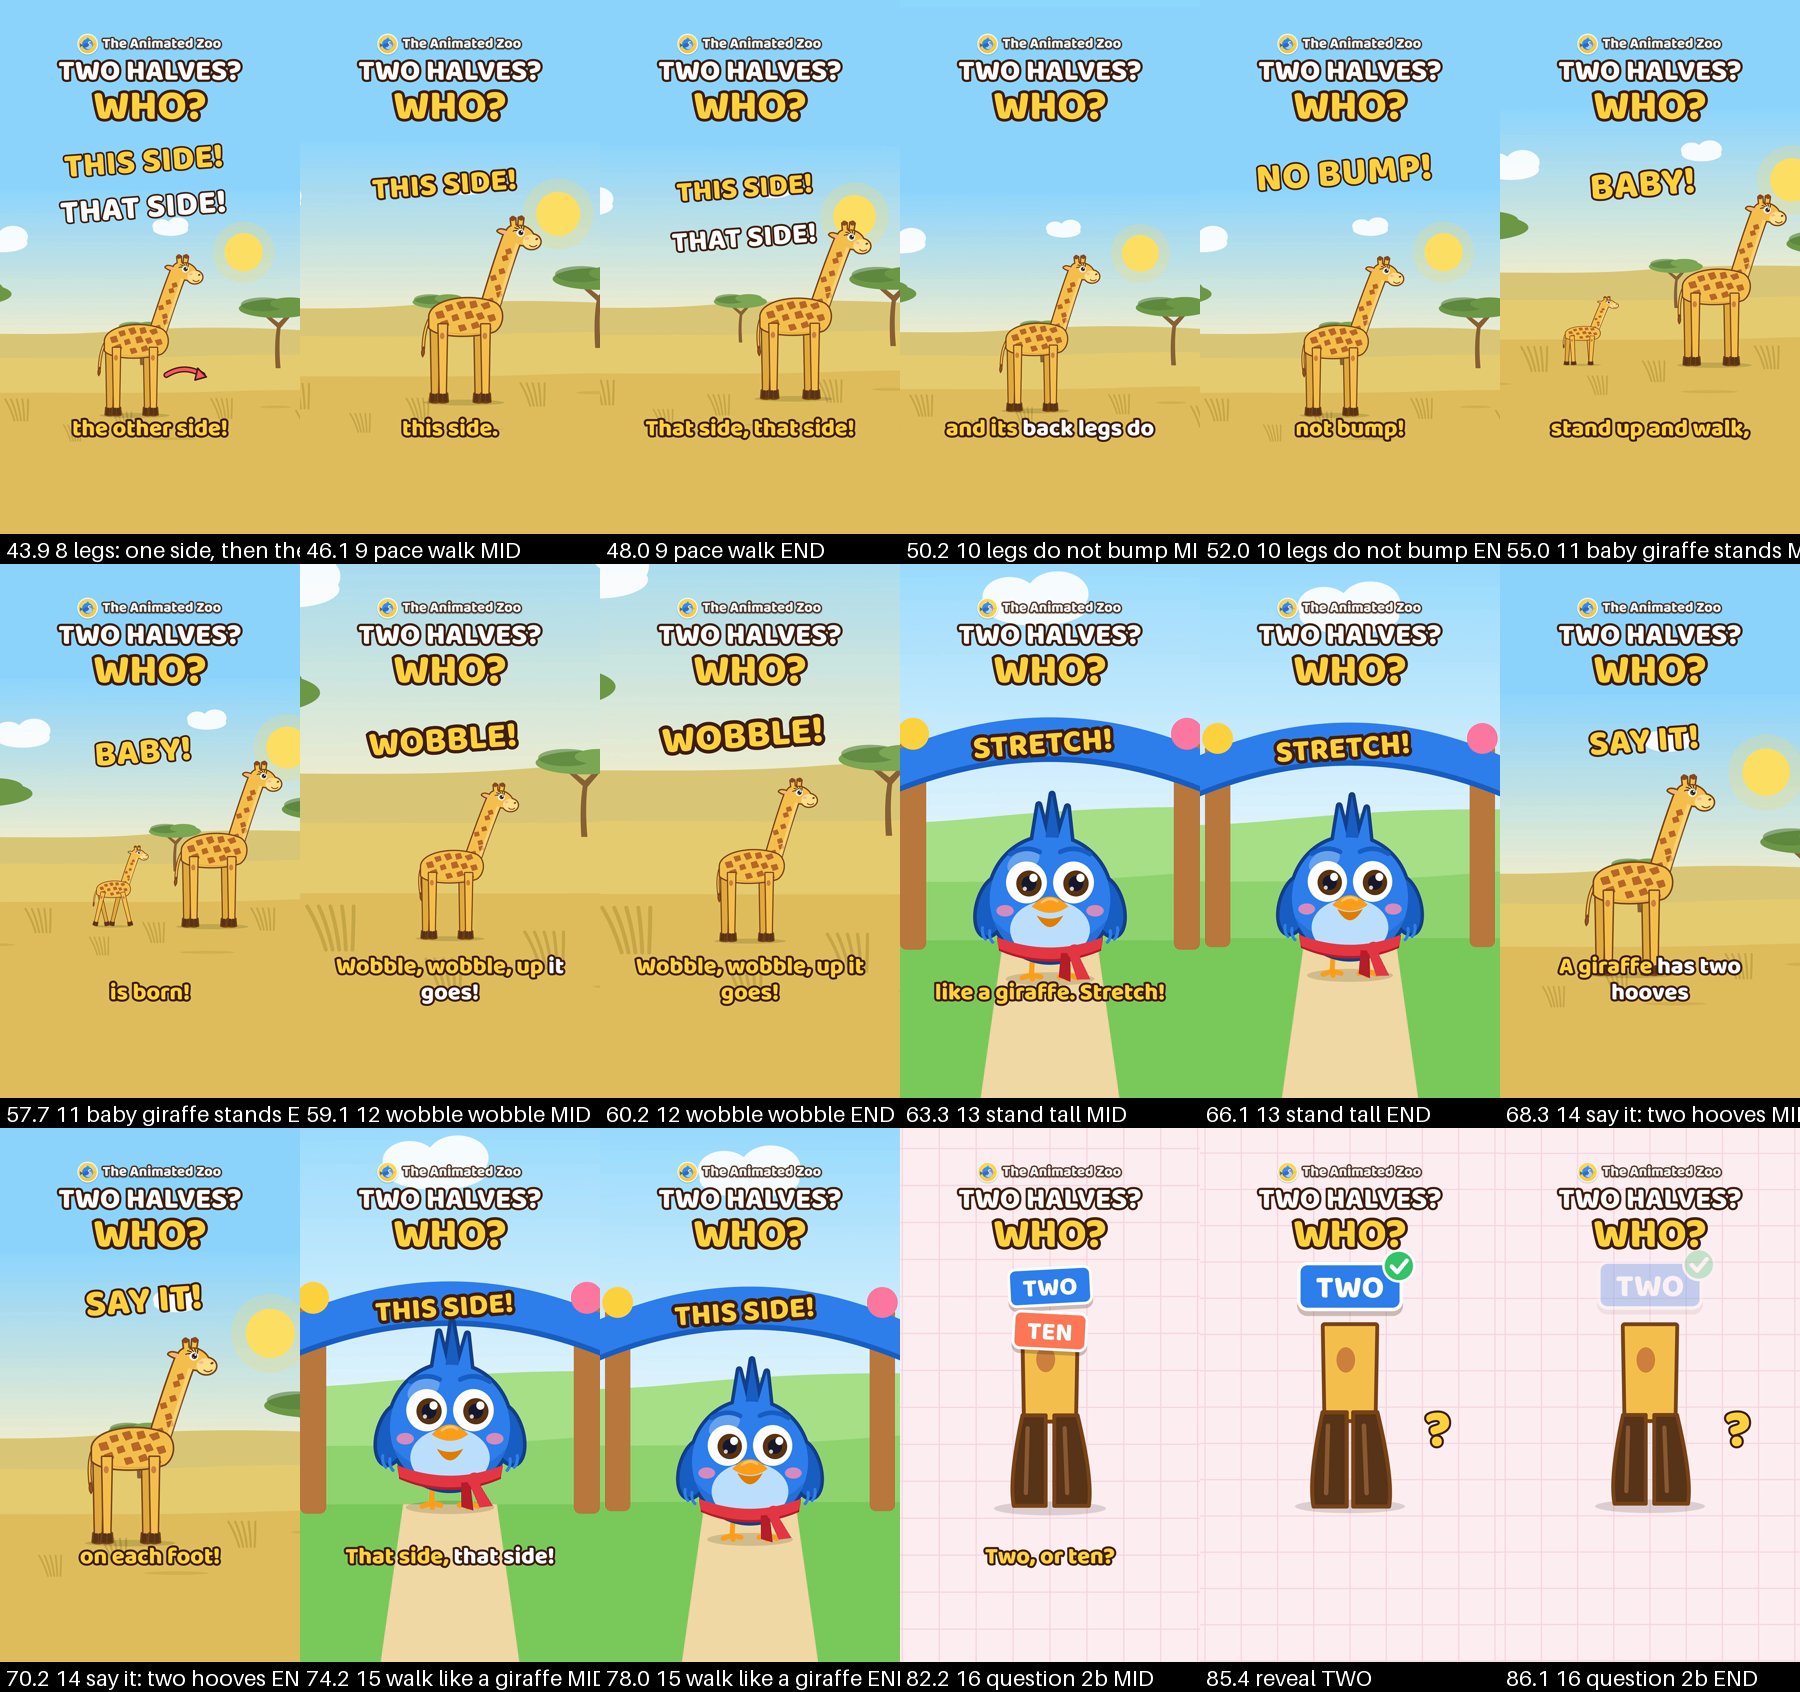 The Animated Zoo
TWO HALVES?
WHO?
THIS SIDE!
THAT SIDE!
the other side!
43.9 8 legs: one side, then the
The Animated Zoo
TWO HALVES?
WHO?
THIS SIDE!
this side.
46.1 9 pace walk MID
The Animated Zoo
TWO HALVES?
WHO?
THIS SIDE!
THAT SIDE!
That side, that side!
48.0 9 pace walk END
The Animated Zoo
TWO HALVES?
WHO?
and its back legs do
50.2 10 legs do not bump MI
The Animated Zoo
TWO HALVES?
WHO?
NO BUMP!
not bump!
52.0 10 legs do not bump EN
The Animated Zoo
TWO HALVES?
WHO?
BABY!
stand up and walk,
55.0 11 baby giraffe stands M
The Animated Zoo
TWO HALVES?
WHO?
BABY!
is born!
57.7 11 baby giraffe stands E
The Animated Zoo
TWO HALVES?
WHO?
WOBBLE!
Wobble, wobble, up it
goes!
59.1 12 wobble wobble MID
The Animated Zoo
TWO HALVES?
WHO?
WOBBLE!
Wobble, wobble, up it
goes!
60.2 12 wobble wobble END
The Animated Zoo
TWO HALVES?
WHO?
STRETCH!
like a giraffe. Stretch!
63.3 13 stand tall MID
The Animated Zoo
TWO HALVES?
WHO?
STRETCH!
66.1 13 stand tall END
The Animated Zoo
TWO HALVES?
WHO?
SAY IT!
A giraffe has two
hooves
68.3 14 say it: two hooves MI
The Animated Zoo
TWO HALVES?
WHO?
SAY IT!
on each foot!
70.2 14 say it: two hooves EN
The Animated Zoo
TWO HALVES?
WHO?
THIS SIDE!
That side, that side!
74.2 15 walk like a giraffe MID
The Animated Zoo
TWO HALVES?
WHO?
THIS SIDE!
78.0 15 walk like a giraffe EN
The Animated Zoo
TWO HALVES?
WHO?
TWO
TEN
Two, or ten?
82.2 16 question 2b MID
The Animated Zoo
TWO HALVES?
WHO?
TWO
?
85.4 reveal TWO
The Animated Zoo
TWO HALVES?
WHO?
TWO
?
86.1 16 question 2b END